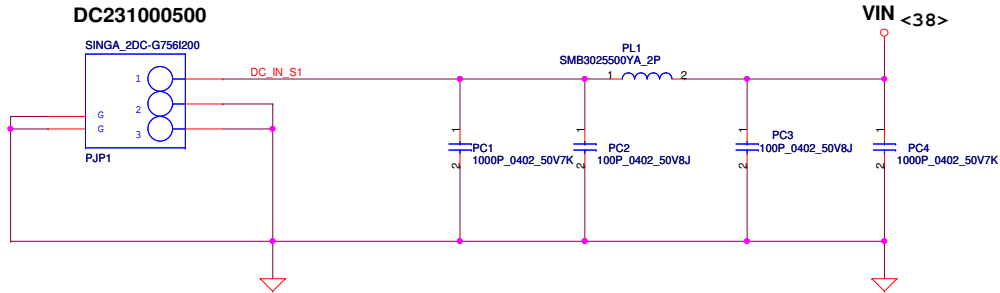 DC231000500
VIN <38>
SINGA_2DC-G756I200
PL1
SMB3025500YA_2P
1
DC_IN_S1
1
2
2
G
G
3
PJP1
1
2
PC1
1000P_0402_50V7K
1
2
PC2
100P_0402_50V8J
1
2
PC3
100P_0402_50V8J
1
2
PC4
1000P_0402_50V7K